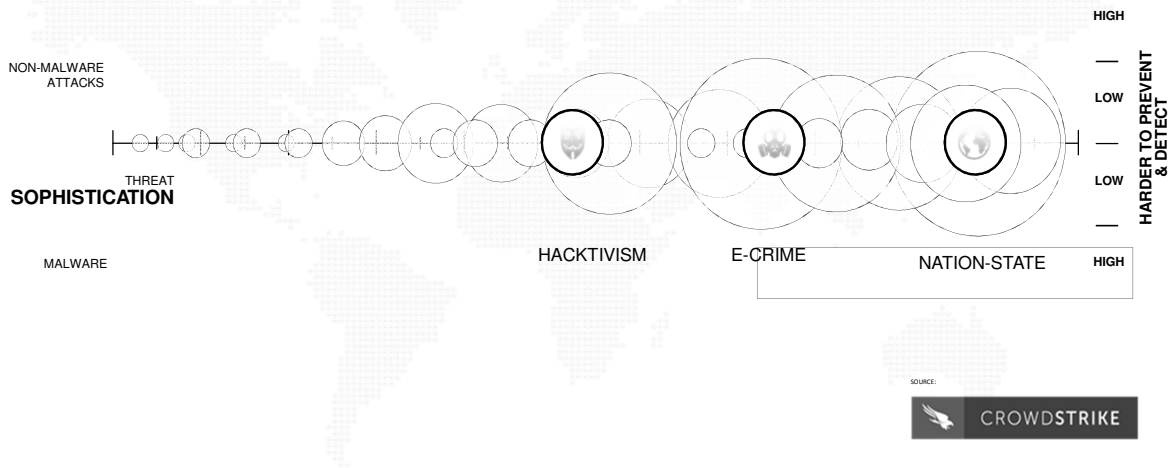 HIGH
NON-MALWARE
ATTACKS
LOW
HARDER TO PREVENT
& DETECT
THREAT
SOPHISTICATION
LOW
MALWARE
HACKTIVISM
E-CRIME
NATION-STATE
HIGH
SOURCE:
CROWDSTRIKE